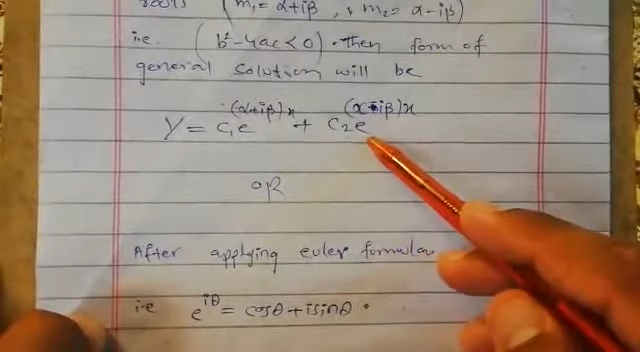 roots (m₁ = α+iβ, & m₂ = α-iβ)
i.e. (b²-4ac<0) . then form of
general solution will be
y = c₁e^(α+iβ)x + c₂e^(α-iβ)x
OR
After applying euler formula
i.e e^iθ = cosθ + isinθ .